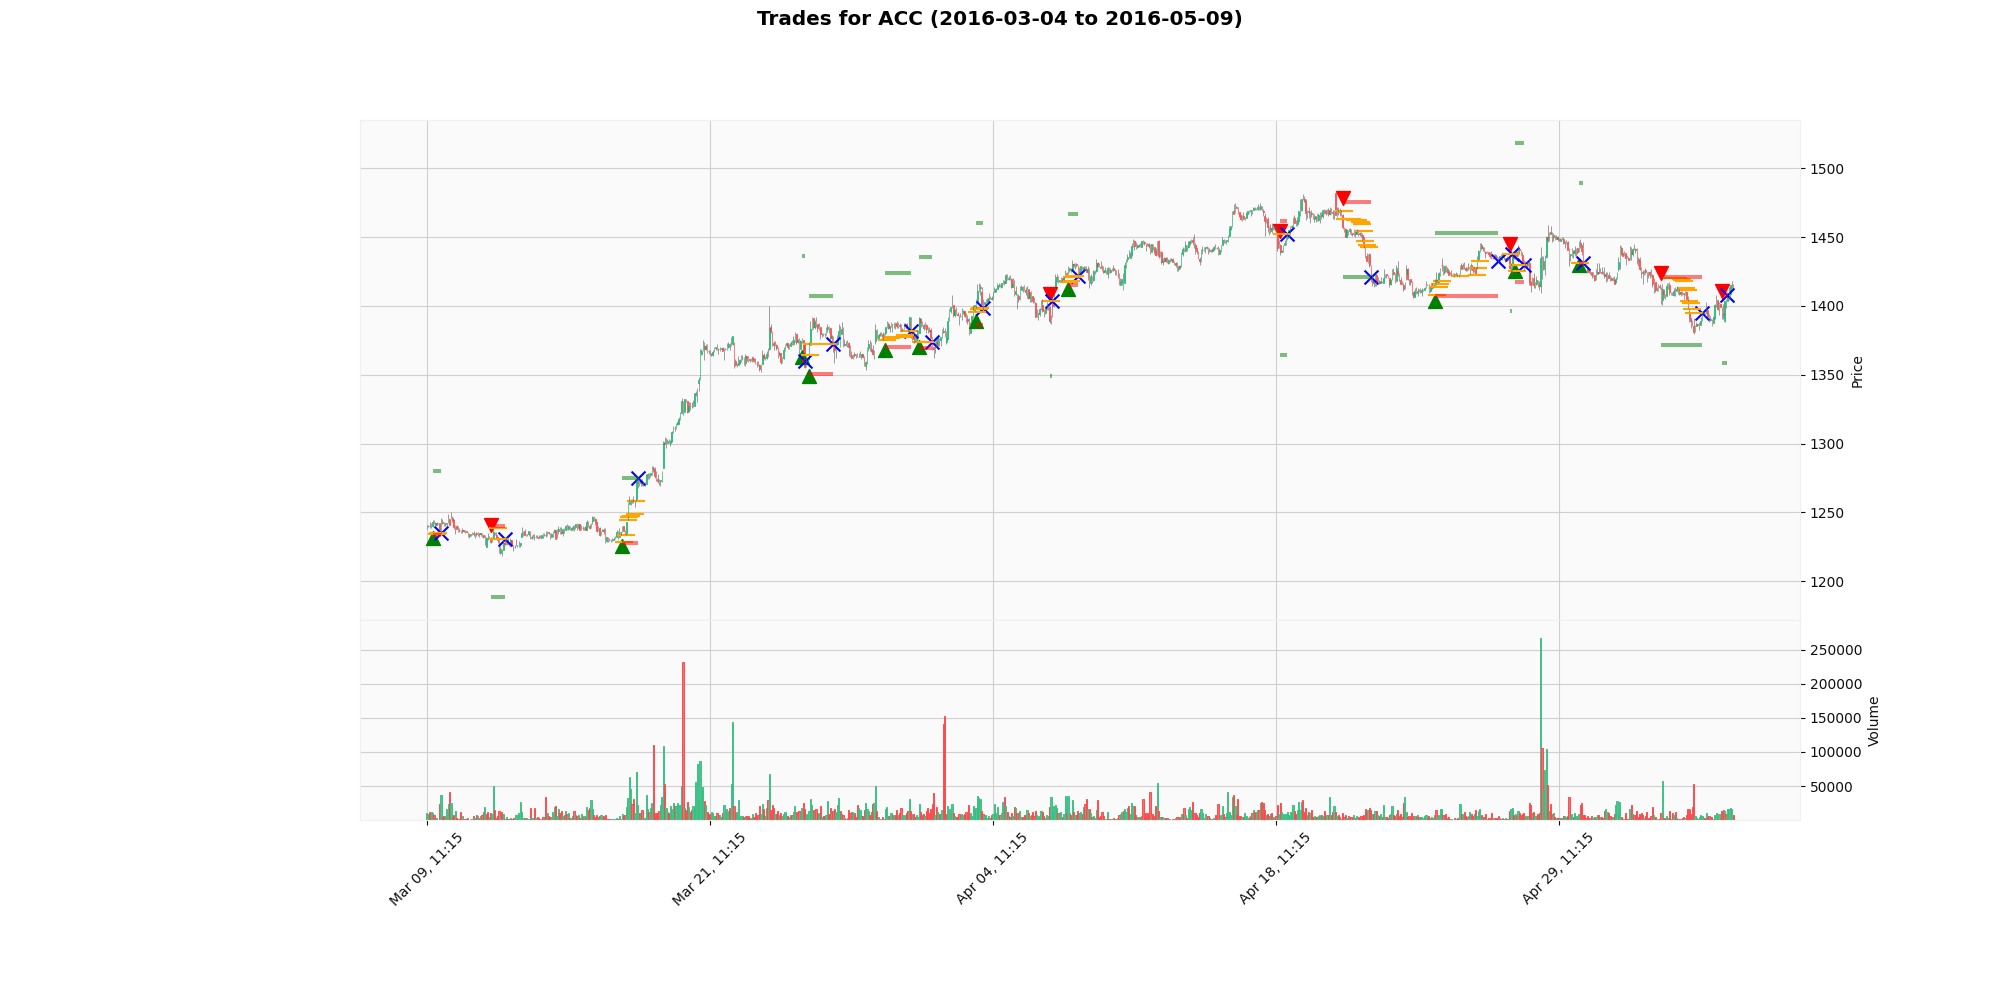 Trades for ACC (2016-03-04 to 2016-05-09)
1500
1450
1400
1350
1300
1250
1200
Price
250000
200000
150000
100000
50000
Volume
Mar 09, 11:15
Mar 21, 11:15
Apr 04, 11:15
Apr 18, 11:15
Apr 29, 11:15